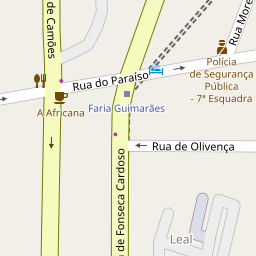 de Camões
Rua do Paraíso
Rua More
Polícia
de Segurança
Pública
- 7ª Esquadra
Faria Guimarães
A Africana
Rua de Olivença
a de Fonseca Cardoso
Leal